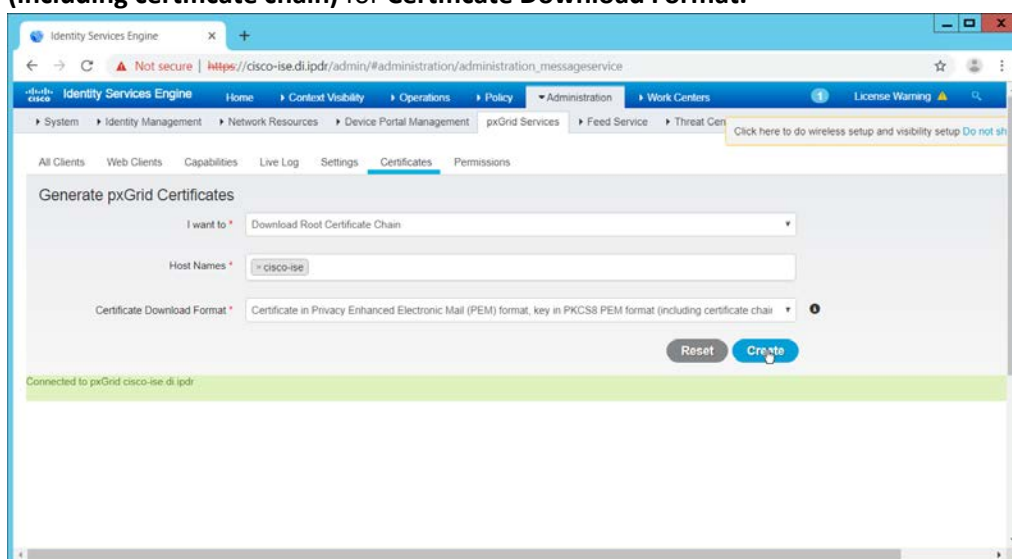 (including certificate chain) for Certificate Download Format.
Identity Services Engine
Not secure | https://cisco-ise.di.ipdr/admin/#administration/administration_messageservice
cisco Identity Services Engine Home Context Visibility Operations Policy Administration Work Centers 1 License Warning
System Identity Management Network Resources Device Portal Management pxGrid Services Feed Service Threat Cen
Click here to do wireless setup and visibility setup Do not sh
All Clients Web Clients Capabilities Live Log Settings Certificates Permissions
Generate pxGrid Certificates
I want to * Download Root Certificate Chain
Host Names * × cisco-ise
Certificate Download Format * Certificate in Privacy Enhanced Electronic Mail (PEM) format, key in PKCS8 PEM format (including certificate chai
Reset Create
Connected to pxGrid cisco-ise.di.ipdr